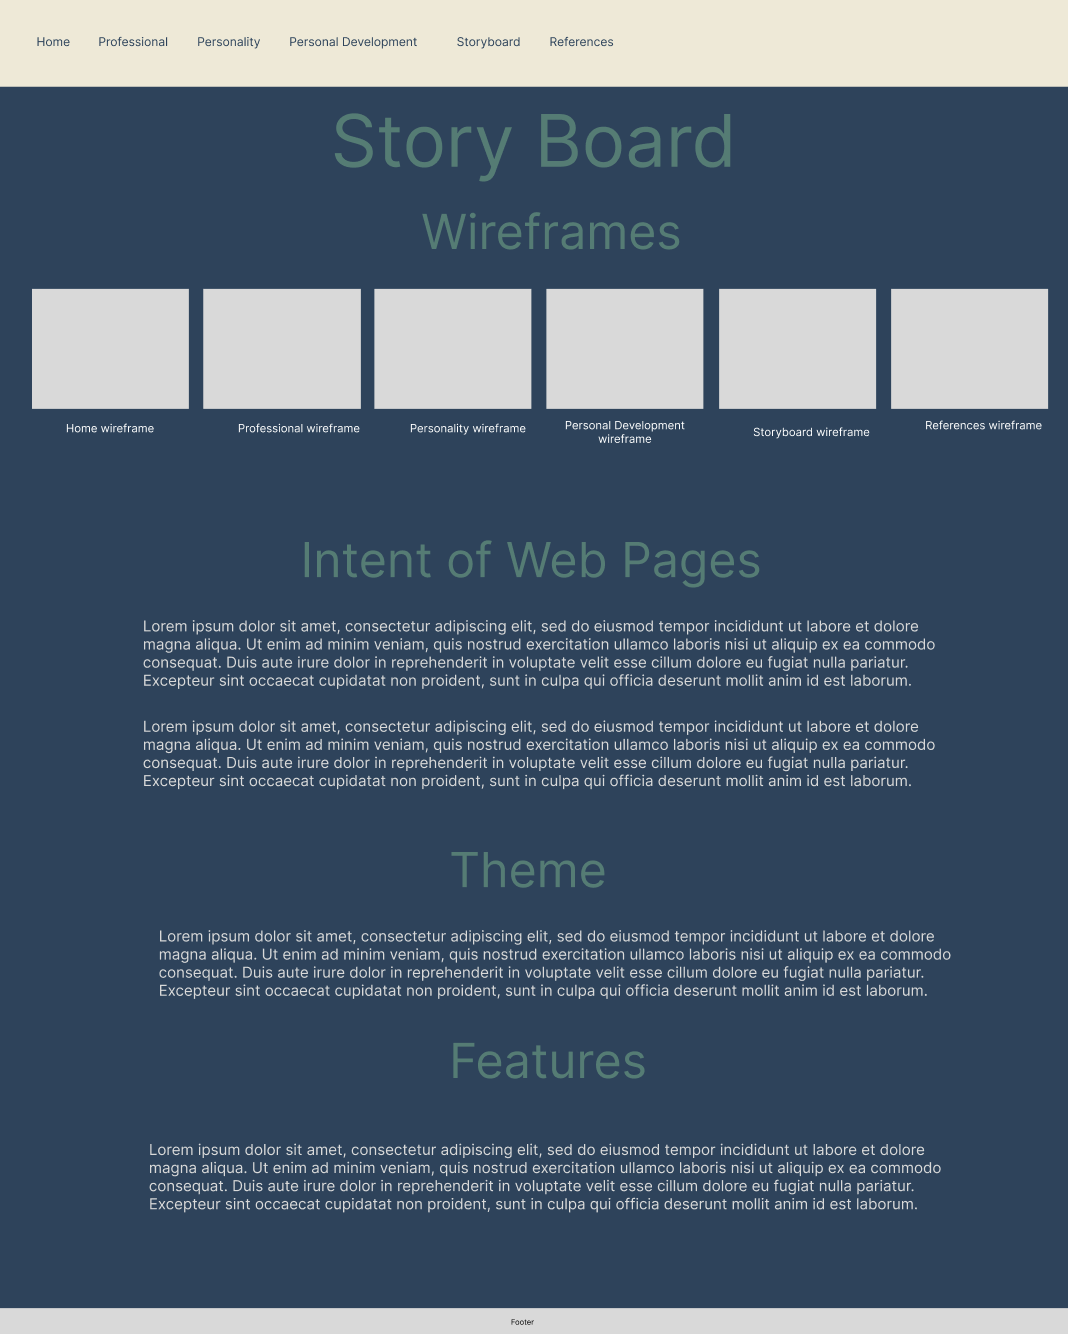 Home Professional Personality Personal Development Storyboard References
Story Board
Wireframes
Home wireframe
Professional wireframe
Personality wireframe
Personal Development
wireframe
Storyboard wireframe
References wireframe
Intent of Web Pages
Lorem ipsum dolor sit amet, consectetur adipiscing elit, sed do eiusmod tempor incididunt ut labore et dolore
magna aliqua. Ut enim ad minim veniam, quis nostrud exercitation ullamco laboris nisi ut aliquip ex ea commodo
consequat. Duis aute irure dolor in reprehenderit in voluptate velit esse cillum dolore eu fugiat nulla pariatur.
Excepteur sint occaecat cupidatat non proident, sunt in culpa qui officia deserunt mollit anim id est laborum.
Lorem ipsum dolor sit amet, consectetur adipiscing elit, sed do eiusmod tempor incididunt ut labore et dolore
magna aliqua. Ut enim ad minim veniam, quis nostrud exercitation ullamco laboris nisi ut aliquip ex ea commodo
consequat. Duis aute irure dolor in reprehenderit in voluptate velit esse cillum dolore eu fugiat nulla pariatur.
Excepteur sint occaecat cupidatat non proident, sunt in culpa qui officia deserunt mollit anim id est laborum.
Theme
Lorem ipsum dolor sit amet, consectetur adipiscing elit, sed do eiusmod tempor incididunt ut labore et dolore
magna aliqua. Ut enim ad minim veniam, quis nostrud exercitation ullamco laboris nisi ut aliquip ex ea commodo
consequat. Duis aute irure dolor in reprehenderit in voluptate velit esse cillum dolore eu fugiat nulla pariatur.
Excepteur sint occaecat cupidatat non proident, sunt in culpa qui officia deserunt mollit anim id est laborum.
Features
Lorem ipsum dolor sit amet, consectetur adipiscing elit, sed do eiusmod tempor incididunt ut labore et dolore
magna aliqua. Ut enim ad minim veniam, quis nostrud exercitation ullamco laboris nisi ut aliquip ex ea commodo
consequat. Duis aute irure dolor in reprehenderit in voluptate velit esse cillum dolore eu fugiat nulla pariatur.
Excepteur sint occaecat cupidatat non proident, sunt in culpa qui officia deserunt mollit anim id est laborum.
Footer